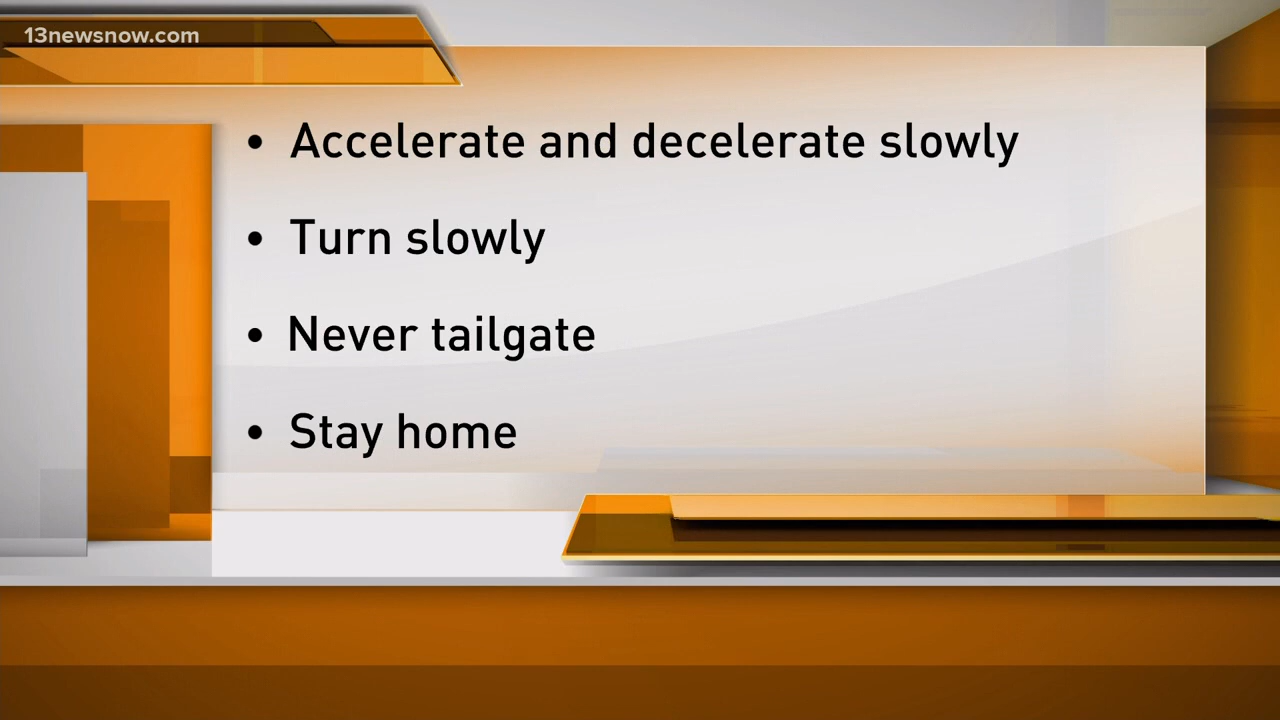 13newsnow.com
• Accelerate and decelerate slowly
• Turn slowly
• Never tailgate
• Stay home